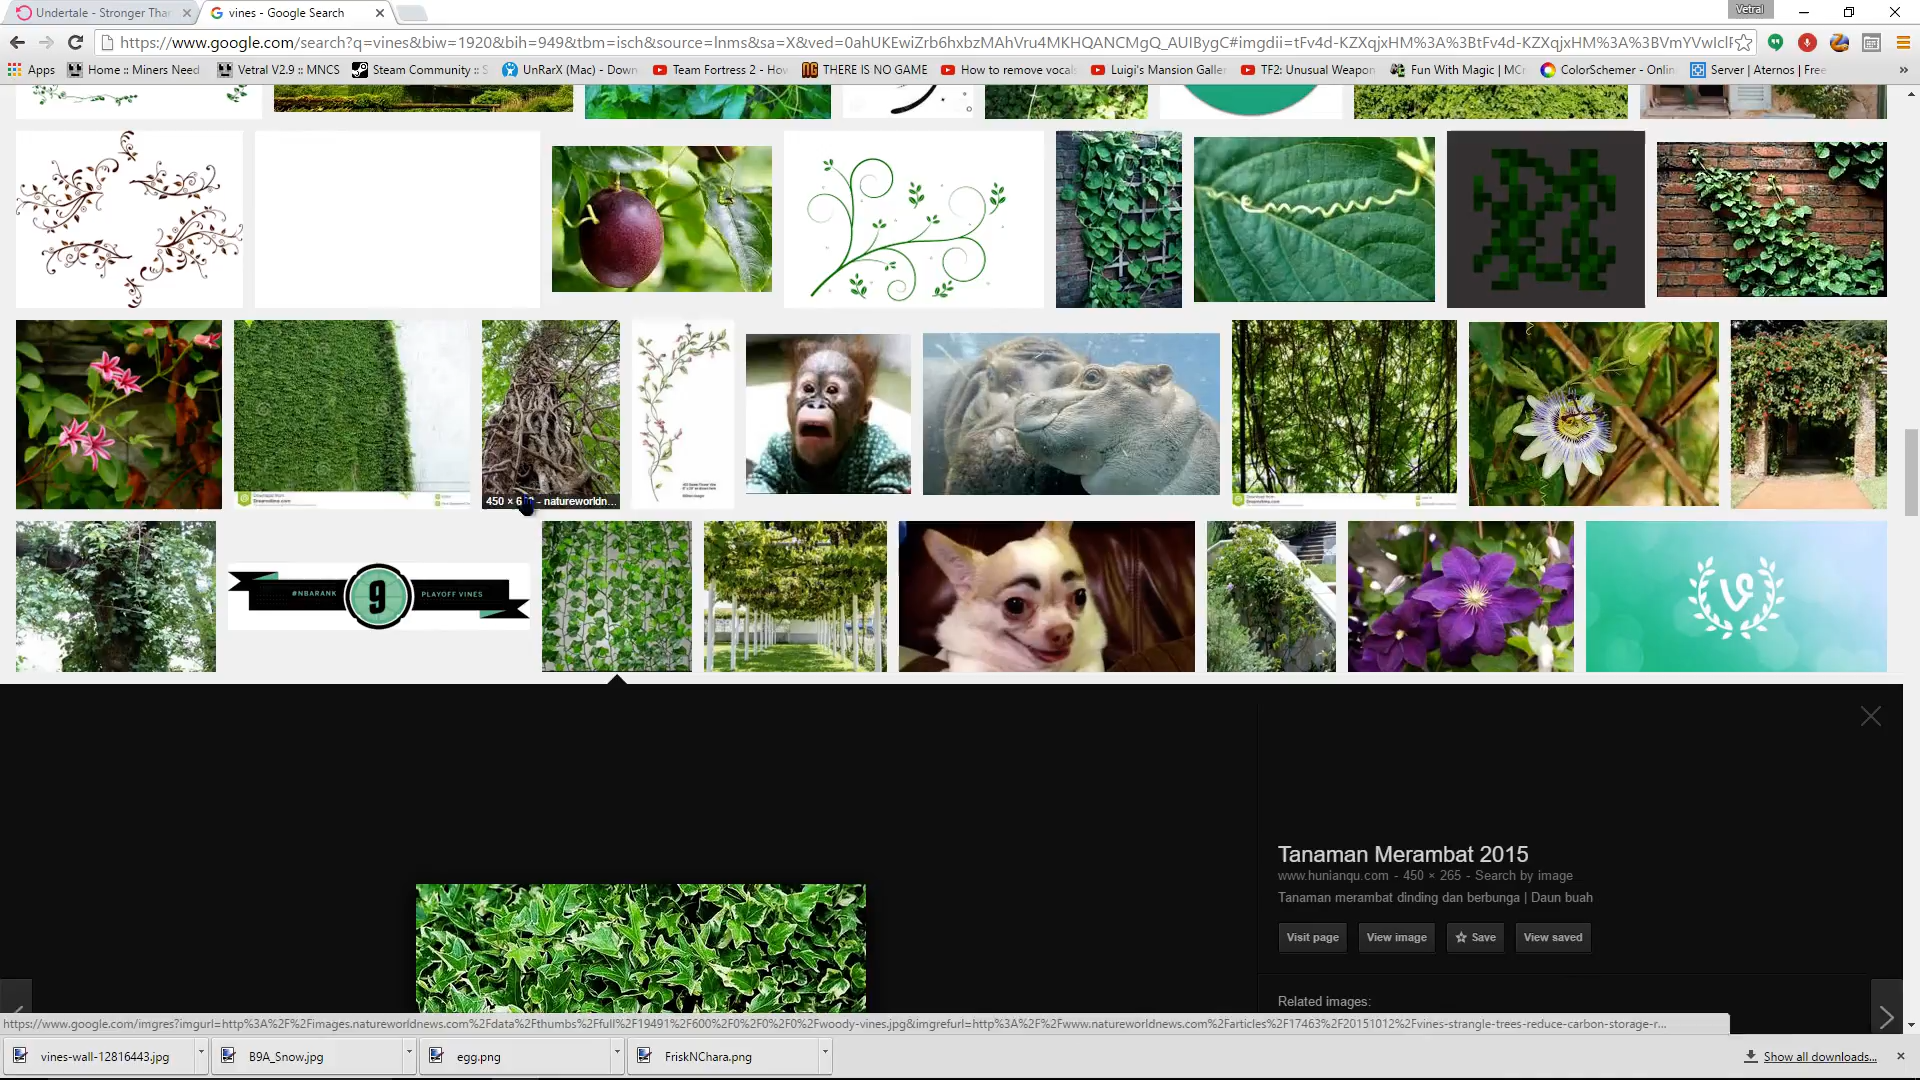 Undertale - Stronger Tha
vines - Google Search
Vetral
https://www.google.com/search?q=vines&biw=1920&bih=949&tbm=isch&source=lnms&sa=X&ved=0ahUKEwiZrb6hxbzMAhVru4MKHQANCMgQ_AUIBygC#imgdii=tFv4d-KZXqjxHM%3A%3BtFv4d-KZXqjxHM%3A%3BVmYVwIclF
Apps
Home :: Miners Need
Vetral V2.9 :: MNCS
Steam Community ::
UnRarX (Mac) - Down
Team Fortress 2 - Ho
THERE IS NO GAME
How to remove vocals
Luigi's Mansion Galler
TF2: Unusual Weapon
Fun With Magic | MC
ColorSchemer - Onlin
Server | Aternos | Free
»
450 × 6 - natureworldn...
#NBARANK
9
PLAYOFF VINES
Tanaman Merambat 2015
www.hunianqu.com - 450 × 265 - Search by image
Tanaman merambat dinding dan berbunga | Daun buah
Visit page
View image
Save
View saved
Related images:
https://www.google.com/imgres?imgurl=http%3A%2F%2Fimages.natureworldnews.com%2Fdata%2Fthumbs%2Ffull%2F19491%2F600%2F0%2F0%2F0%2Fwoody-vines.jpg&imgrefurl=http%3A%2F%2Fwww.natureworldnews.com%2Farticles%2F17463%2F20151012%2Fvines-strangle-trees-reduce-carbon-storage-r...
vines-wall-12816443.jpg
B9A_Snow.jpg
egg.png
FriskNChara.png
Show all downloads...